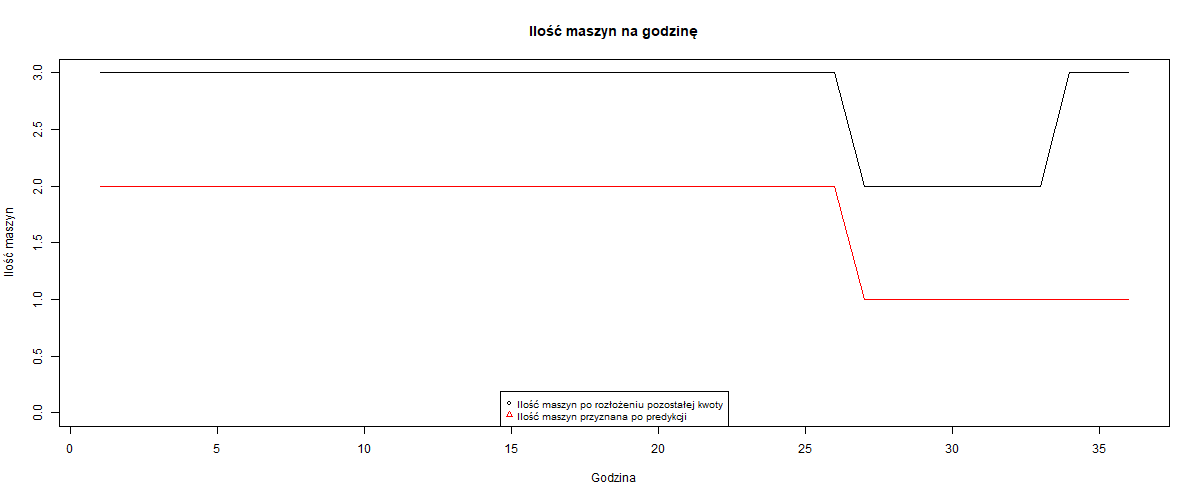 Ilość maszyn na godzinę
Ilość maszyn
3.0
2.5
2.0
1.5
1.0
0.5
0.0
Ilość maszyn po rozłożeniu pozostałej kwoty
Ilość maszyn przyznana po predykcji
0 5 10 15 20 25 30 35
Godzina